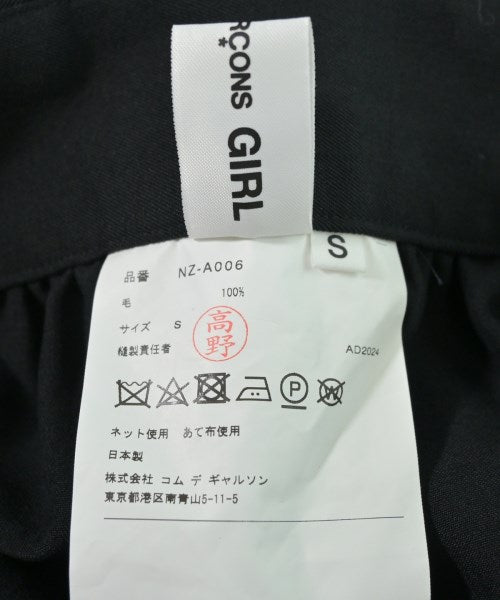 RÇONS
GIRL
S
品番 NZ-A006
毛 100%
サイズ S
縫製責任者 高野 AD2024
P W
ネット使用 あて布使用
日本製
株式会社 コム デ ギャルソン
東京都港区南青山5-11-5